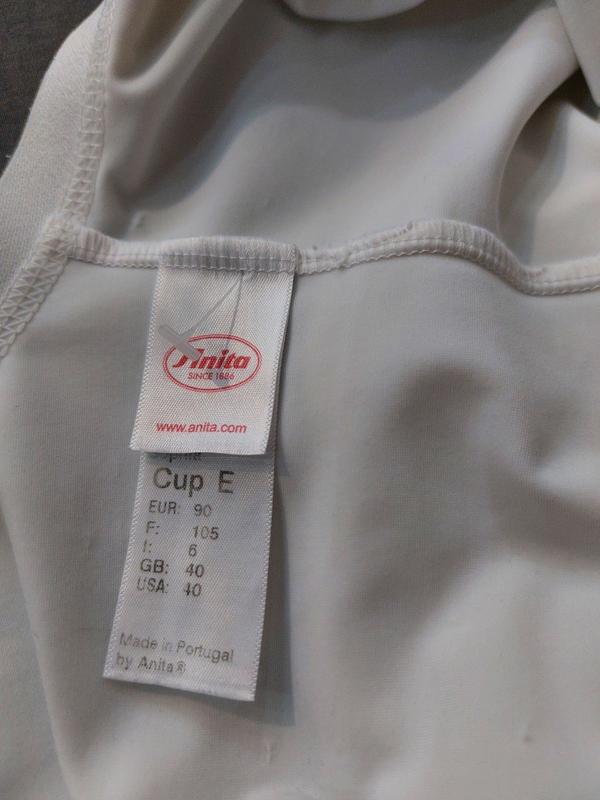 Anita
SINCE 1886
www.anita.com
Cup E
EUR: 90
F: 105
I: 6
GB: 40
USA: 40
Made in Portugal
by Anita®